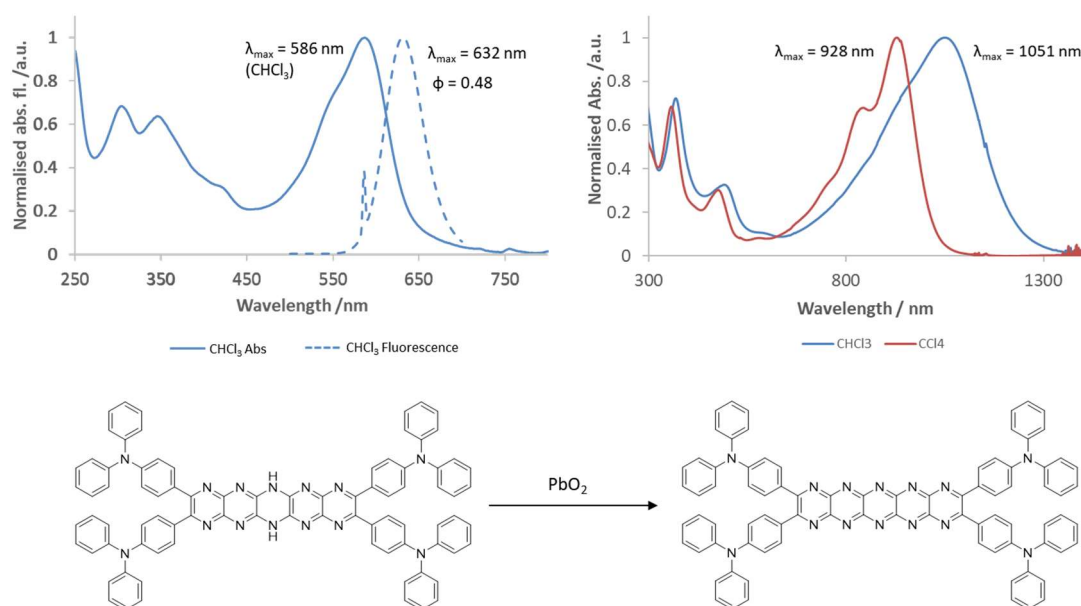 λmax = 586 nm
(CHCl₃)
λmax = 632 nm
ϕ = 0.48
Normalised abs. fl. /a.u.
1
0.8
0.6
0.4
0.2
0
250
350
450
550
650
750
Wavelength /nm
CHCl₃ Abs
CHCl₃ Fluorescence
λmax = 928 nm
λmax = 1051 nm
Normalised Abs. /a.u.
1
0.8
0.6
0.4
0.2
0
300
800
1300
Wavelength / nm
CHCl3
CCl4
N
N
H
N
N
N
N
N
N
N
N
N
H
N
N
N
PbO₂
N
N
N
N
N
N
N
N
N
N
N
N
N
N